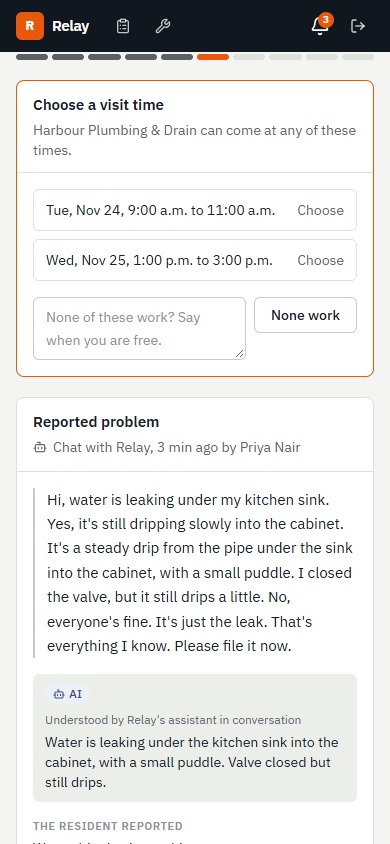 R Relay 3
Choose a visit time
Harbour Plumbing & Drain can come at any of these
times.
Tue, Nov 24, 9:00 a.m. to 11:00 a.m. Choose
Wed, Nov 25, 1:00 p.m. to 3:00 p.m. Choose
None of these work? Say
when you are free.
None work
Reported problem
Chat with Relay, 3 min ago by Priya Nair
Hi, water is leaking under my kitchen sink.
Yes, it's still dripping slowly into the cabinet.
It's a steady drip from the pipe under the sink
into the cabinet, with a small puddle. I closed
the valve, but it still drips a little. No,
everyone's fine. It's just the leak. That's
everything I know. Please file it now.
AI
Understood by Relay's assistant in conversation
Water is leaking under the kitchen sink into the
cabinet, with a small puddle. Valve closed but
still drips.
THE RESIDENT REPORTED